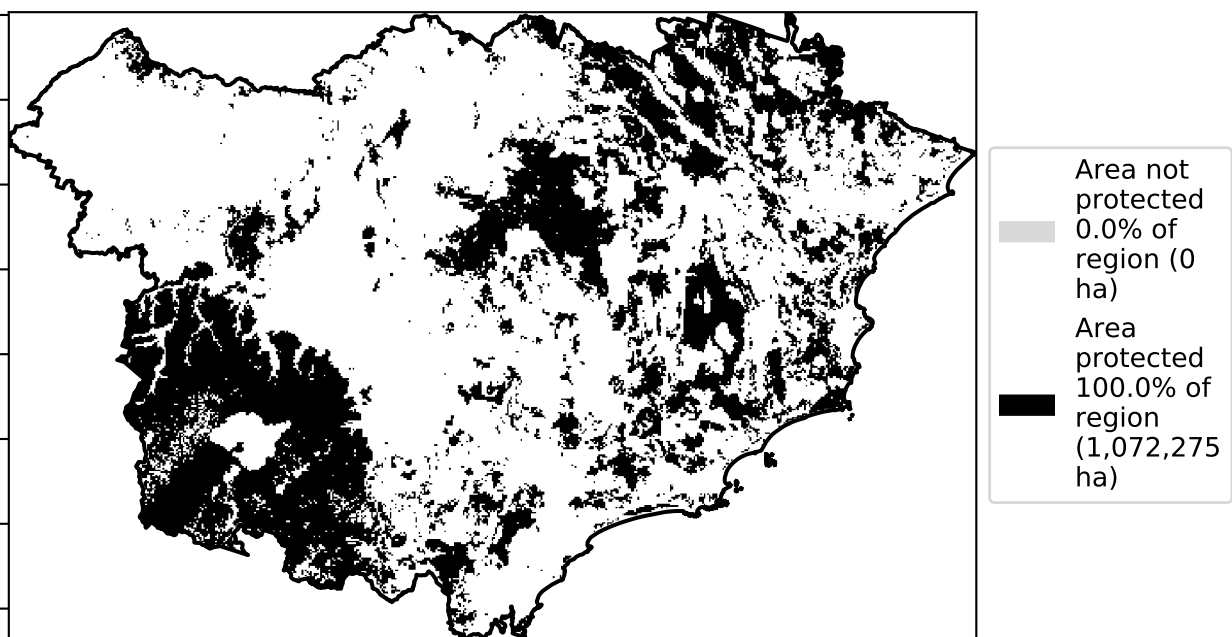 Area not
protected
0.0% of
region (0
ha)
Area
protected
100.0% of
region
(1,072,275
ha)